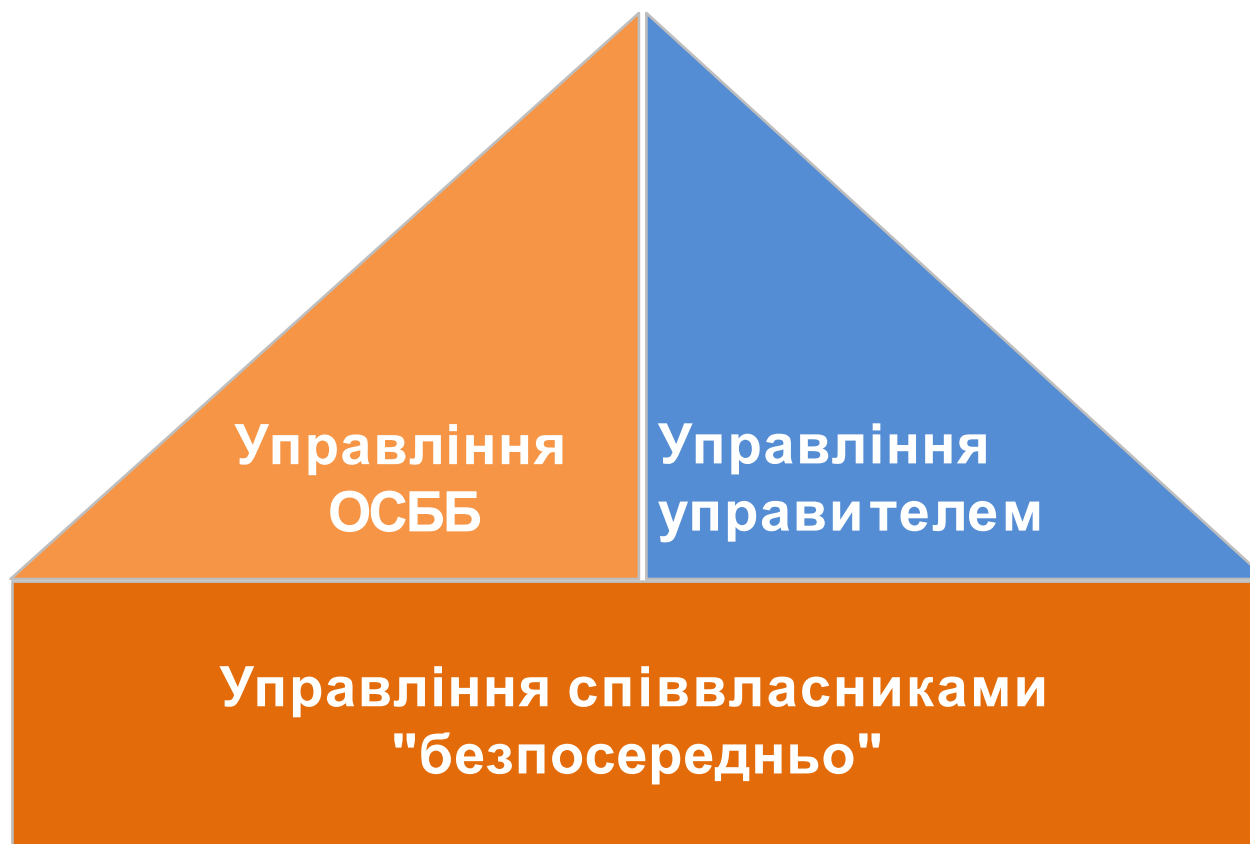 Управління
ОСББ
Управління
управителем
Управління співвласниками
"безпосередньо"